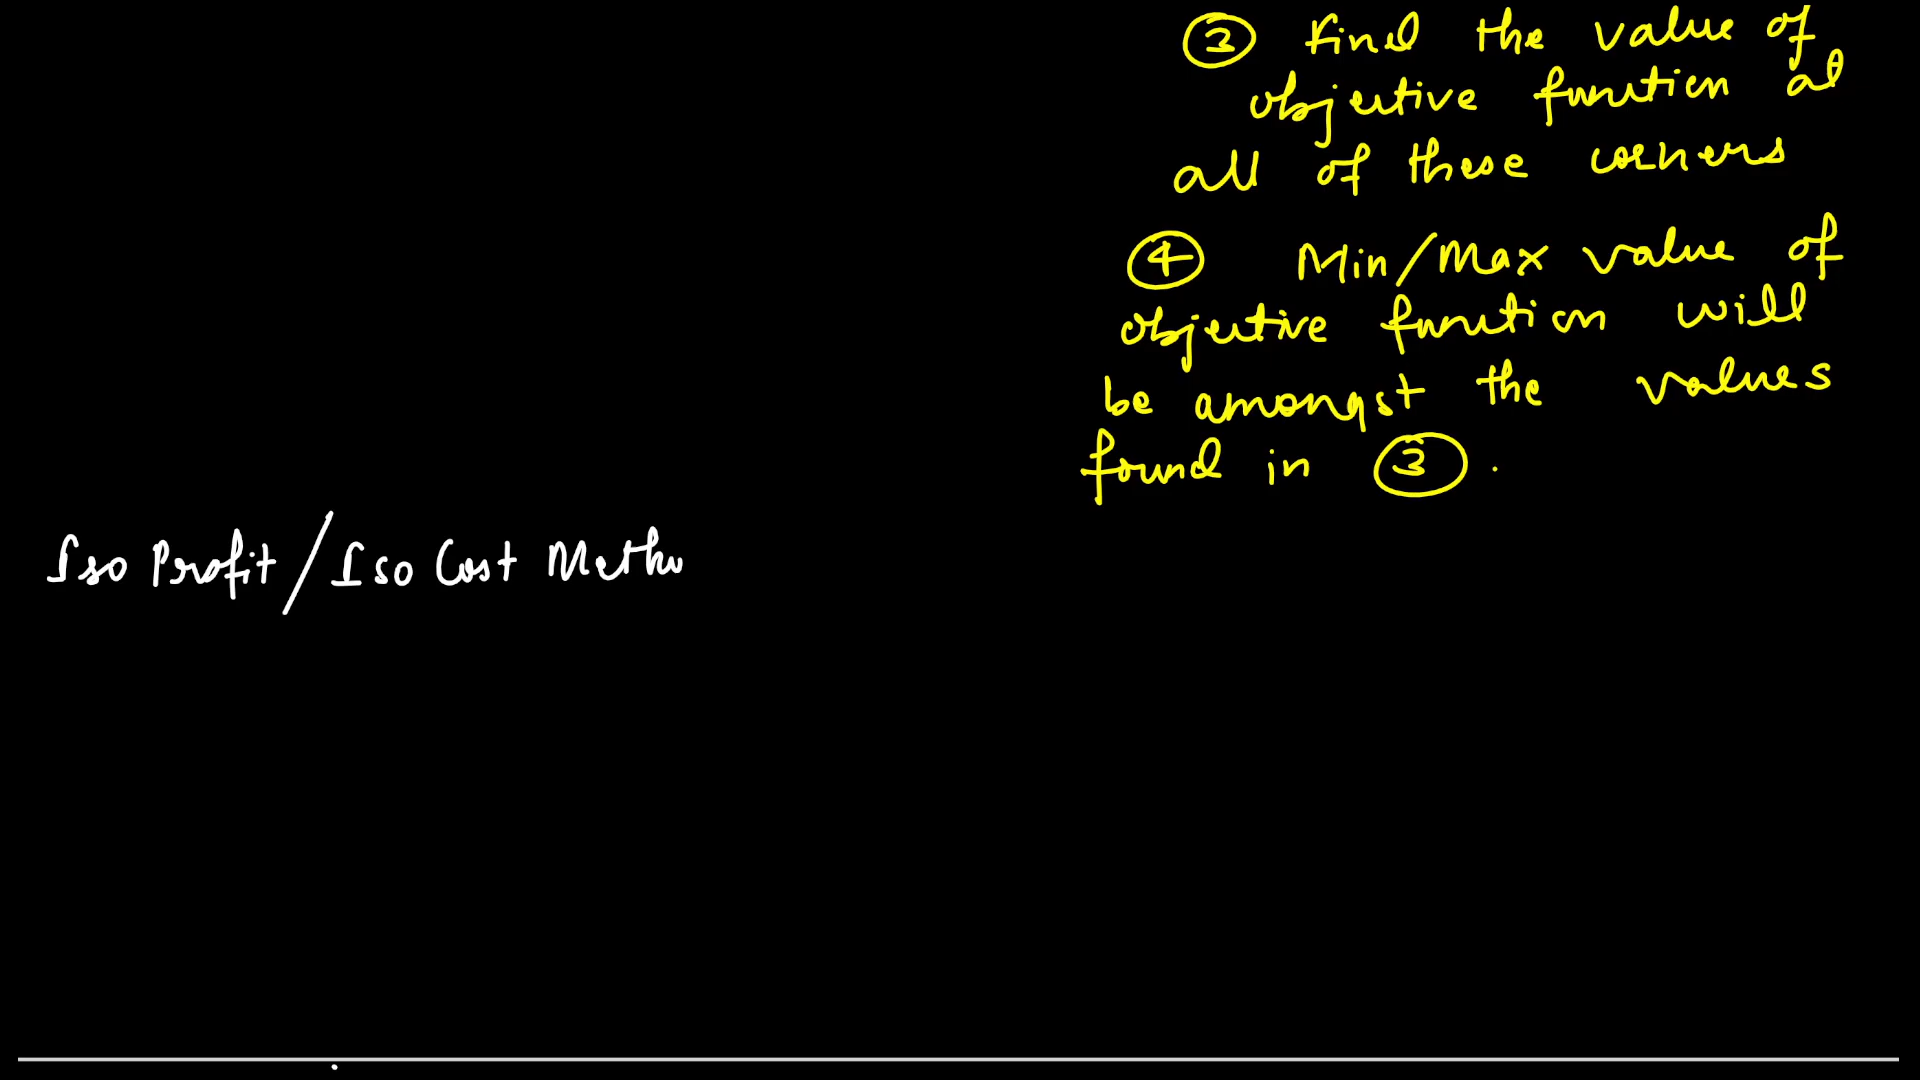 ③ Find the value of
objective function at
all of these corners
④ Min/Max value of
objective function will
be amongst the values
found in ③.
Iso Profit/Iso Cost Metho